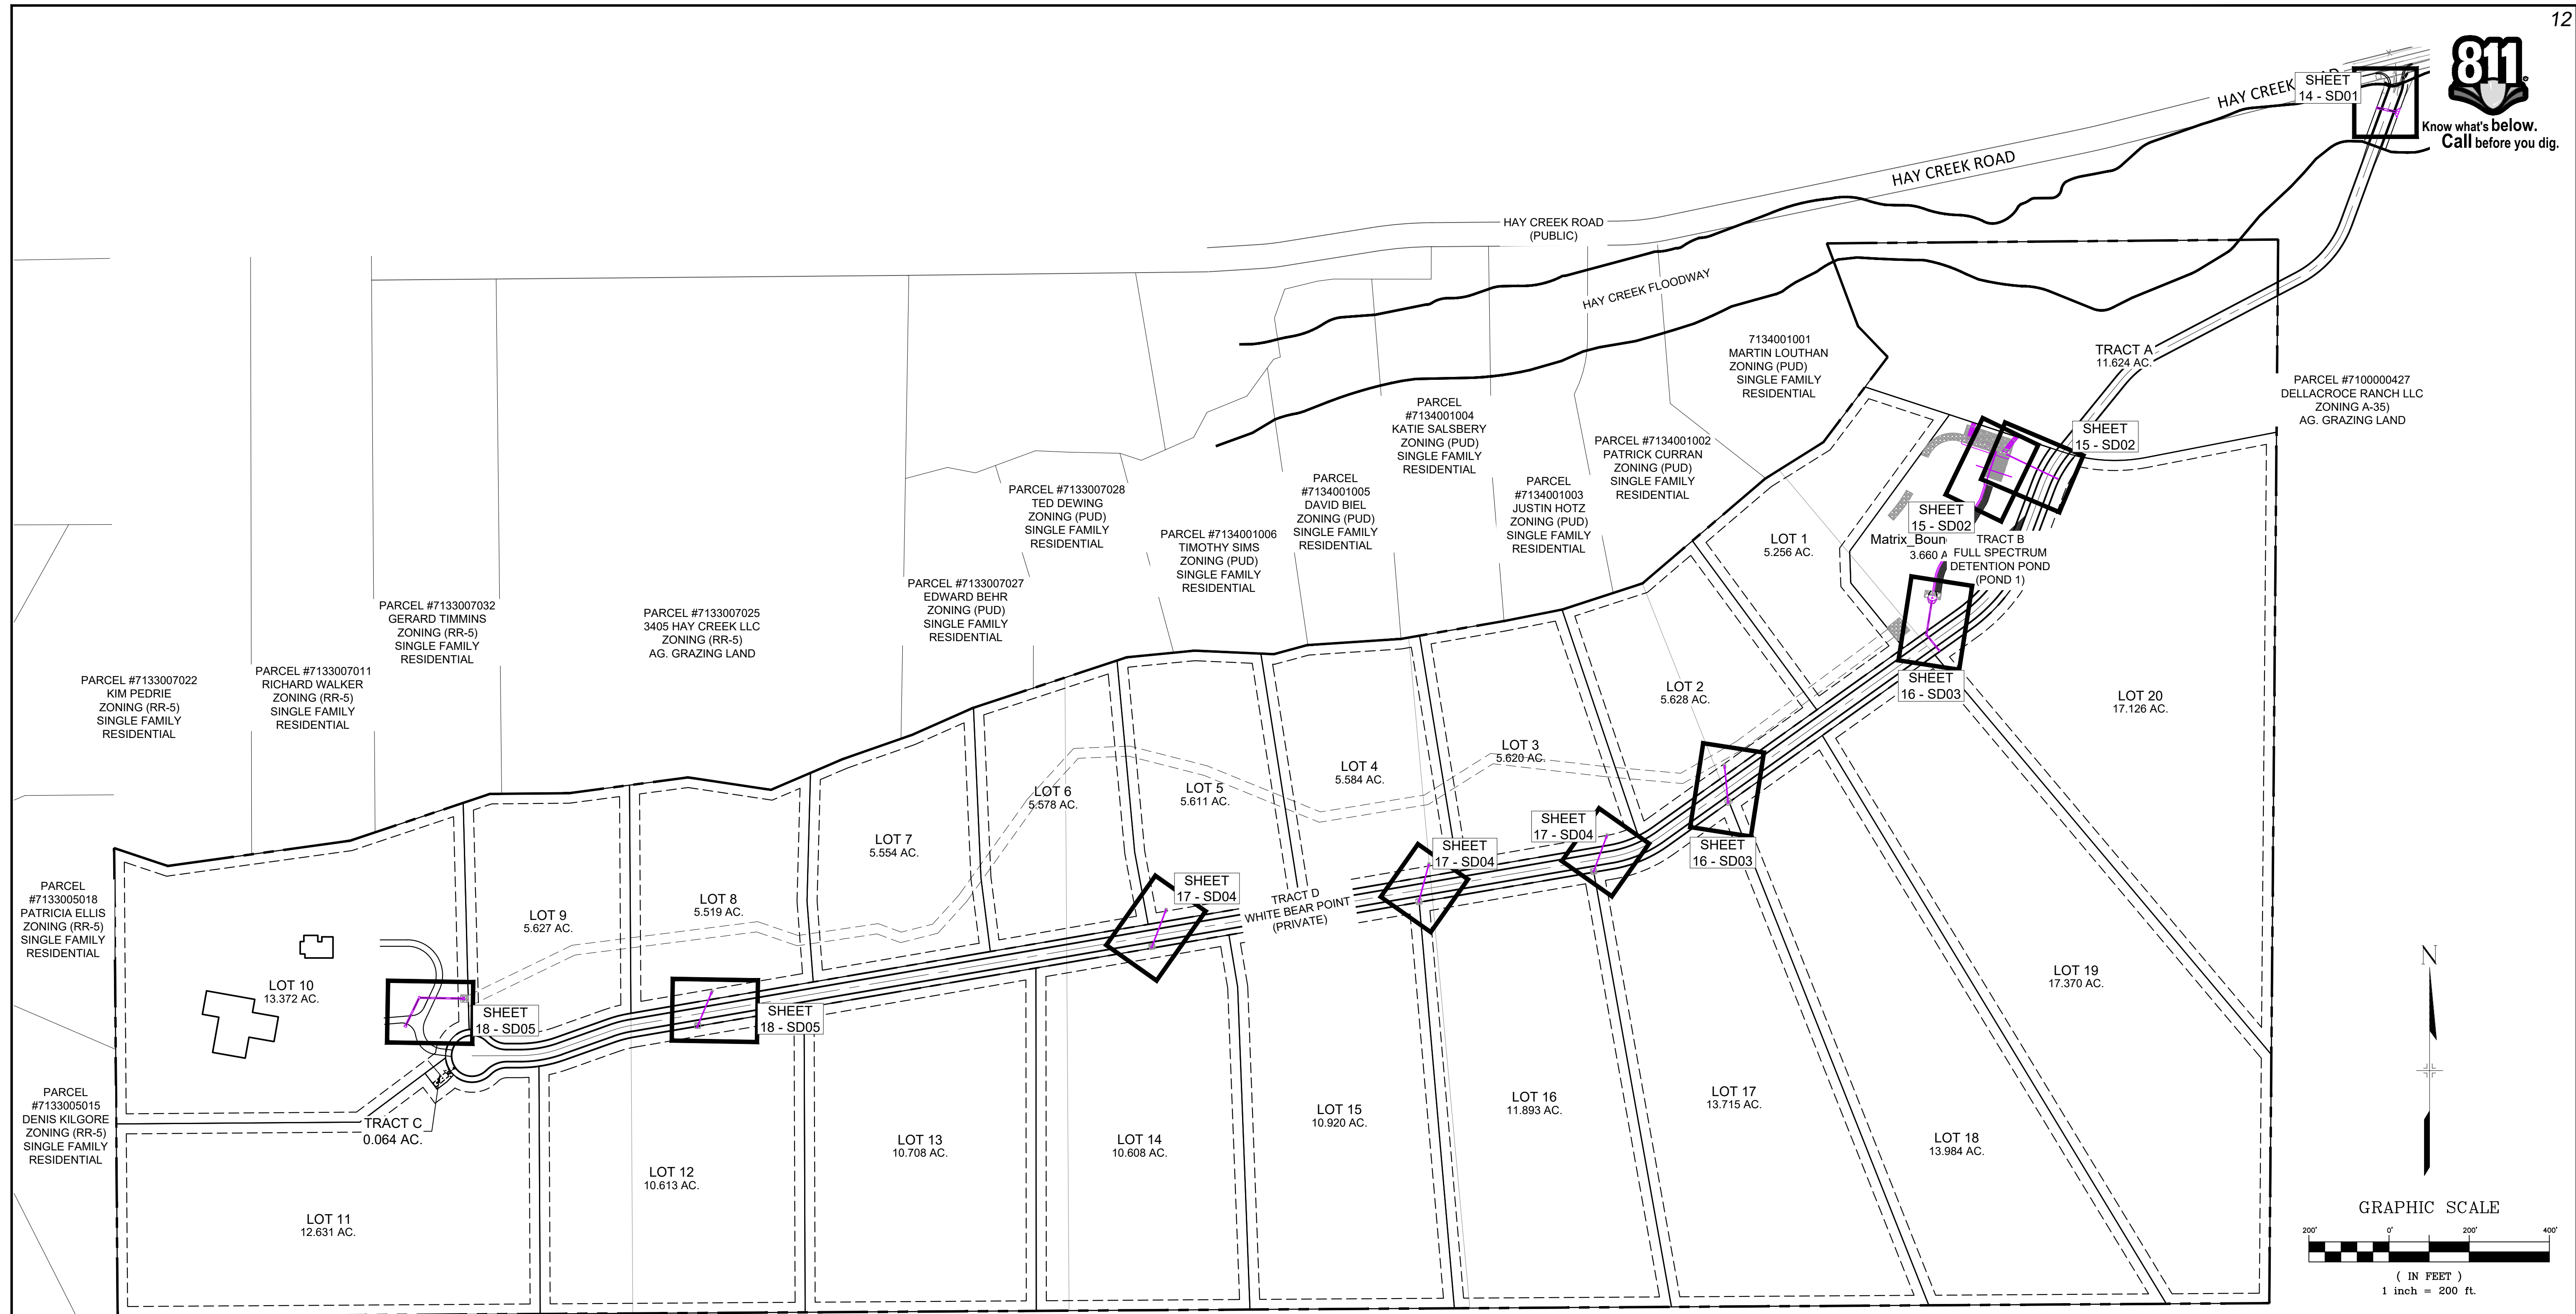 12
811
Know what's below.
Call before you dig.
HAY CREEK
SHEET
14 - SD01
HAY CREEK ROAD
HAY CREEK ROAD
(PUBLIC)
HAY CREEK FLOODWAY
7134001001
MARTIN LOUTHAN
ZONING (PUD)
SINGLE FAMILY
RESIDENTIAL
TRACT A
11.624 AC.
PARCEL #7100000427
DELLACROCE RANCH LLC
ZONING A-35)
AG. GRAZING LAND
PARCEL
#7134001004
KATIE SALSBERY
ZONING (PUD)
SINGLE FAMILY
RESIDENTIAL
PARCEL #7134001002
PATRICK CURRAN
ZONING (PUD)
SINGLE FAMILY
RESIDENTIAL
SHEET
15 - SD02
PARCEL
#7134001005
DAVID BIEL
ZONING (PUD)
SINGLE FAMILY
RESIDENTIAL
PARCEL
#7134001003
JUSTIN HOTZ
ZONING (PUD)
SINGLE FAMILY
RESIDENTIAL
PARCEL #7133007028
TED DEWING
ZONING (PUD)
SINGLE FAMILY
RESIDENTIAL
PARCEL #7134001006
TIMOTHY SIMS
ZONING (PUD)
SINGLE FAMILY
RESIDENTIAL
SHEET
15 - SD02
LOT 1
5.256 AC.
Matrix_Boun
3.660 A
TRACT B
FULL SPECTRUM
DETENTION POND
(POND 1)
PARCEL #7133007027
EDWARD BEHR
ZONING (PUD)
SINGLE FAMILY
RESIDENTIAL
PARCEL #7133007032
GERARD TIMMINS
ZONING (RR-5)
SINGLE FAMILY
RESIDENTIAL
PARCEL #7133007025
3405 HAY CREEK LLC
ZONING (RR-5)
AG. GRAZING LAND
PARCEL #7133007022
KIM PEDRIE
ZONING (RR-5)
SINGLE FAMILY
RESIDENTIAL
PARCEL #7133007011
RICHARD WALKER
ZONING (RR-5)
SINGLE FAMILY
RESIDENTIAL
SHEET
16 - SD03
LOT 2
5.628 AC.
LOT 20
17.126 AC.
LOT 3
5.620 AC.
LOT 4
5.584 AC.
LOT 5
5.611 AC.
LOT 6
5.578 AC.
SHEET
17 - SD04
SHEET
17 - SD04
SHEET
16 - SD03
LOT 7
5.554 AC.
SHEET
17 - SD04
LOT 8
5.519 AC.
LOT 9
5.627 AC.
TRACT D
WHITE BEAR POINT
(PRIVATE)
PARCEL
#7133005018
PATRICIA ELLIS
ZONING (RR-5)
SINGLE FAMILY
RESIDENTIAL
LOT 10
13.372 AC.
SHEET
18 - SD05
SHEET
18 - SD05
LOT 19
17.370 AC.
N
PARCEL
#7133005015
DENIS KILGORE
ZONING (RR-5)
SINGLE FAMILY
RESIDENTIAL
TRACT C
0.064 AC.
LOT 11
12.631 AC.
LOT 12
10.613 AC.
LOT 13
10.708 AC.
LOT 14
10.608 AC.
LOT 15
10.920 AC.
LOT 16
11.893 AC.
LOT 17
13.715 AC.
LOT 18
13.984 AC.
GRAPHIC SCALE
200' 0' 200' 400'
( IN FEET )
1 inch = 200 ft.